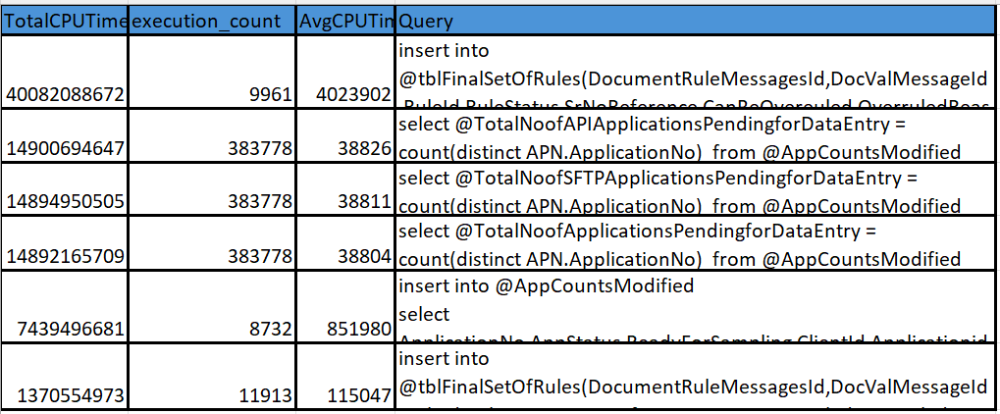 TotalCPUTime execution_count AvgCPUTim Query
insert into
@tblFinalSetOfRules(DocumentRuleMessagesId,DocValMessageId
40082088672 9961 4023902 ,RuleId,RuleStatus,SrNoReference,CanBeOverruled,OverruledReas
select @TotalNoofAPIApplicationsPendingforDataEntry =
14900694647 383778 38826 count(distinct APN.ApplicationNo) from @AppCountsModified
select @TotalNoofSFTPApplicationsPendingforDataEntry =
14894950505 383778 38811 count(distinct APN.ApplicationNo) from @AppCountsModified
select @TotalNoofApplicationsPendingforDataEntry =
14892165709 383778 38804 count(distinct APN.ApplicationNo) from @AppCountsModified
insert into @AppCountsModified
select
7439496681 8732 851980 ApplicationNo,AppStatus,ReadyForSampling,ClientId,Applicationid
insert into
@tblFinalSetOfRules(DocumentRuleMessagesId,DocValMessageId
1370554973 11913 115047